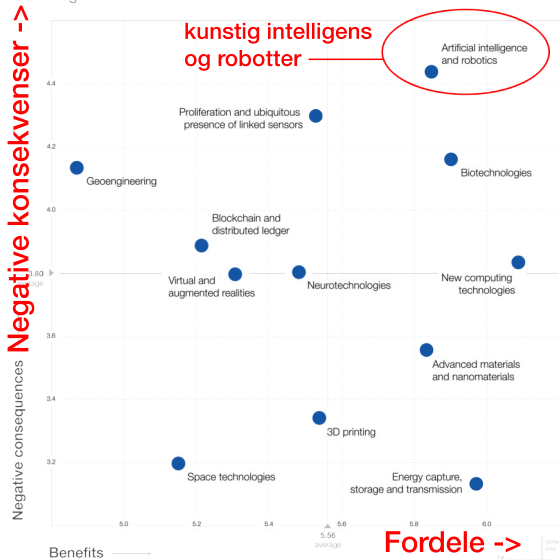 kunstig intelligens
og robotter
Artificial intelligence
and robotics
4.4
Proliferation and ubiquitous
presence of linked sensors
4.2
Biotechnologies
Geoengineering
4.0
Blockchain and
distributed ledger
3.80
Virtual and
augmented realities
Neurotechnologies
New computing
technologies
Negative konsekvenser ->
3.6
Advanced materials
and nanomaterials
3.4
3D printing
3.2
Space technologies
Energy capture,
storage and transmission
Negative consequences
5.0
5.2
5.4
5.56
average
5.6
5.8
6.0
Fordele ->
Benefits